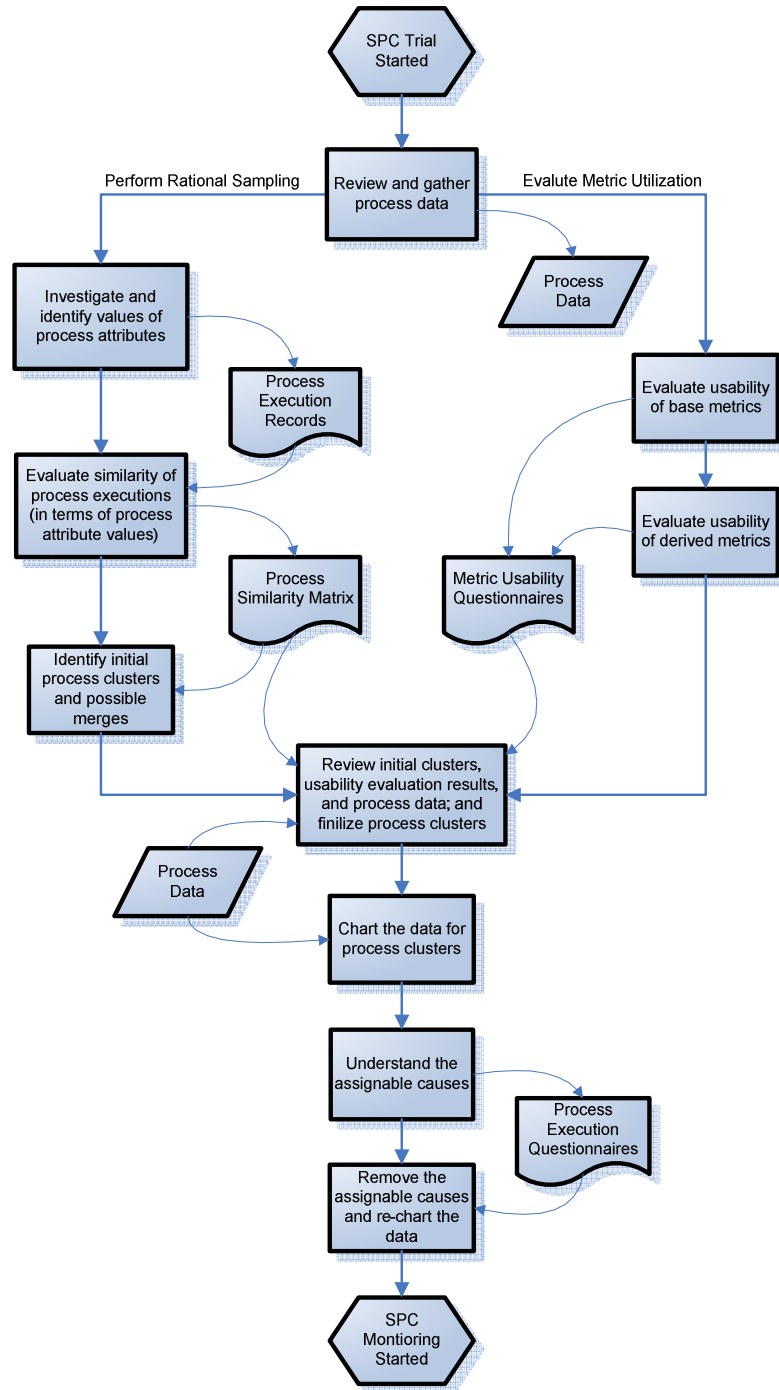 SPC Trial
Started
Perform Rational Sampling
Review and gather
process data
Evalute Metric Utilization
Process
Data
Investigate and
identify values of
process attributes
Process
Execution
Records
Evaluate usability
of base metrics
Evaluate similarity of
process executions
(in terms of process
attribute values)
Evaluate usability
of derived metrics
Process
Similarity Matrix
Metric Usability
Questionnaires
Identify initial
process clusters
and possible
merges
Review initial clusters,
usability evaluation results,
and process data; and
finilize process clusters
Process
Data
Chart the data for
process clusters
Understand the
assignable causes
Process
Execution
Questionnaires
Remove the
assignable causes
and re-chart the
data
SPC
Montioring
Started